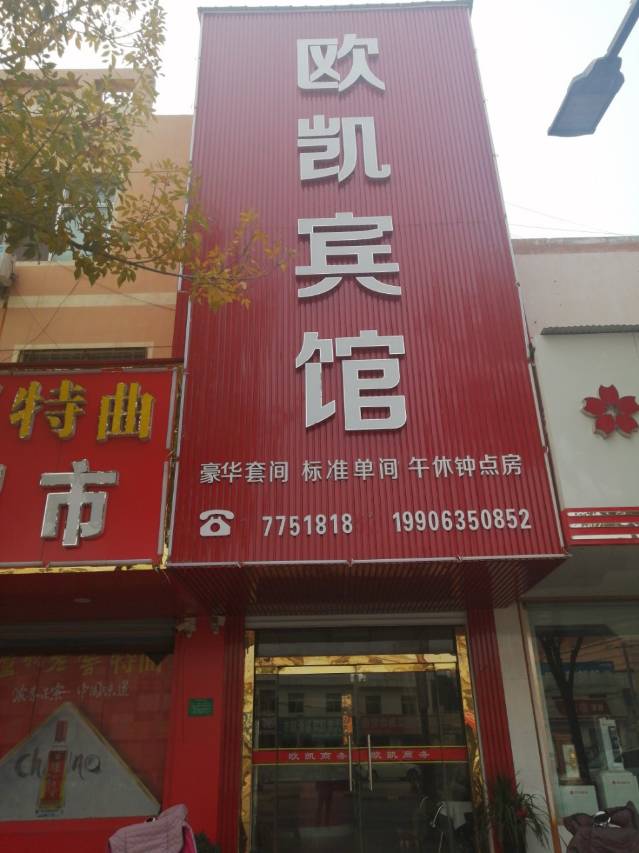 欧凯宾馆
豪华套间 标准单间 午休钟点房
7751818 19906350852
特曲
市
欧凯商务 欧凯商务